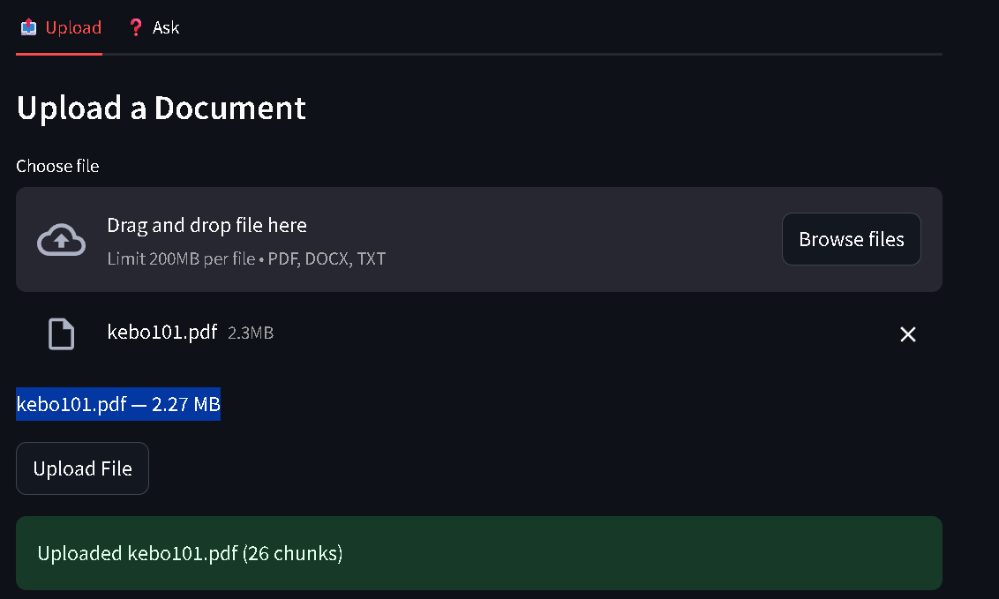 Upload
❓ Ask
Upload a Document
Choose file
Drag and drop file here
Limit 200MB per file • PDF, DOCX, TXT
Browse files
kebo101.pdf 2.3MB
kebo101.pdf — 2.27 MB
Upload File
Uploaded kebo101.pdf (26 chunks)